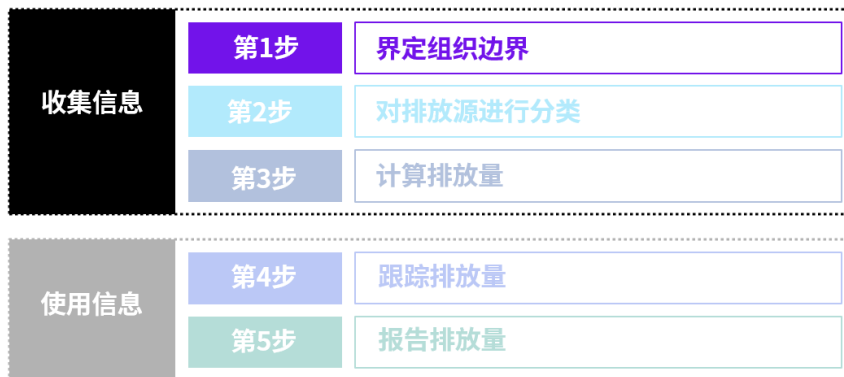 收集信息
第1步 界定组织边界
第2步 对排放源进行分类
第3步 计算排放量
使用信息
第4步 跟踪排放量
第5步 报告排放量